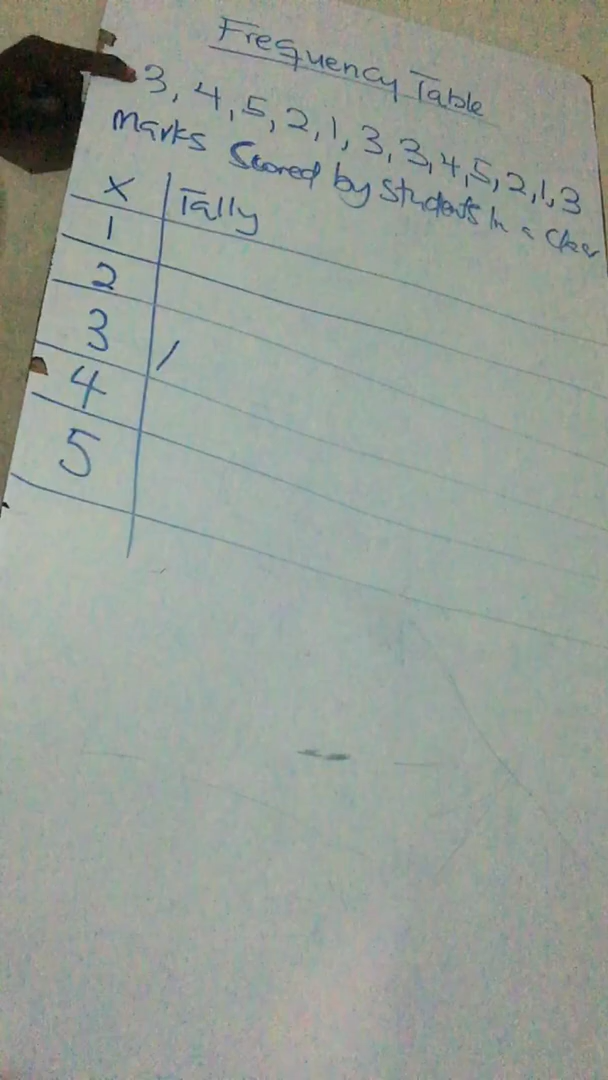 Frequency Table
3, 4, 5, 2, 1, 3, 3, 4, 5, 2, 1, 3
Marks Scored by Students in a
X Tally
1
2
3 /
4
5